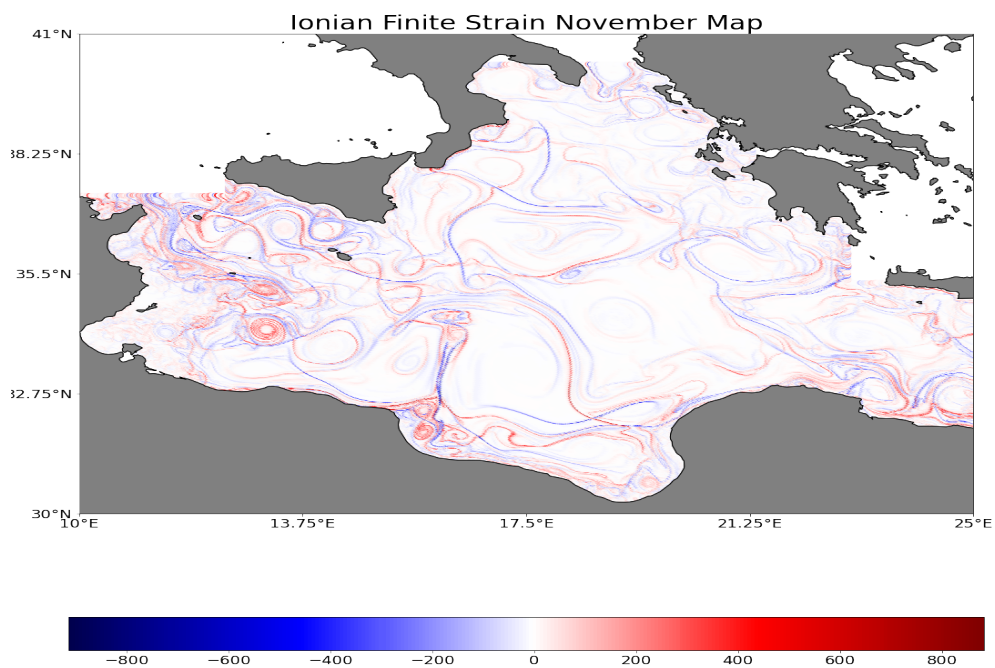 Ionian Finite Strain November Map
41°N
38.25°N
35.5°N
32.75°N
30°N
10°E 13.75°E 17.5°E 21.25°E 25°E
−800 −600 −400 −200 0 200 400 600 800